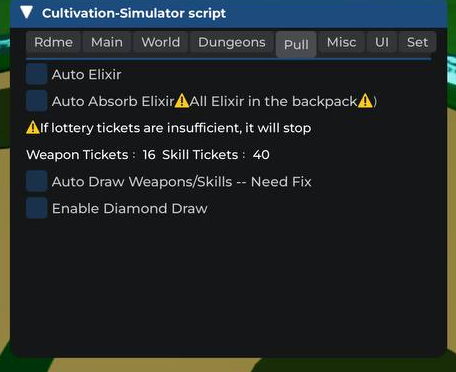 Cultivation-Simulator script
Rdme Main World Dungeons Pull Misc UI Set
Auto Elixir
Auto Absorb Elixir⚠️All Elixir in the backpack⚠️)
⚠️If lottery tickets are insufficient, it will stop
Weapon Tickets : 16 Skill Tickets : 40
Auto Draw Weapons/Skills -- Need Fix
Enable Diamond Draw